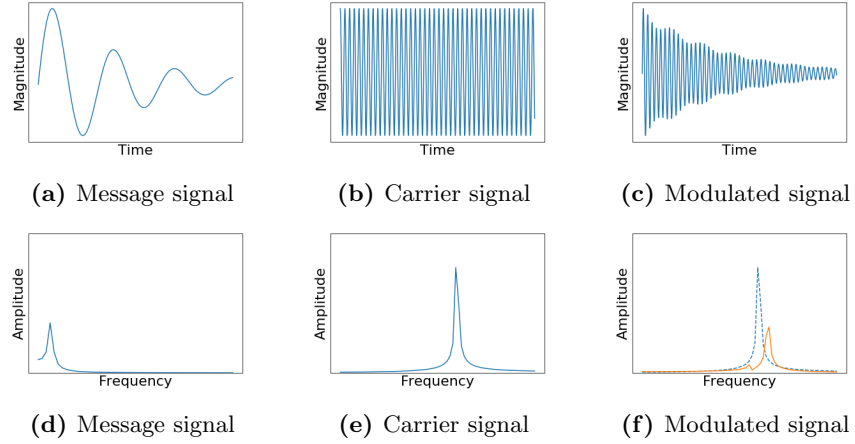 Magnitude
Time
(a) Message signal
Magnitude
Time
(b) Carrier signal
Magnitude
Time
(c) Modulated signal
Amplitude
Frequency
(d) Message signal
Amplitude
Frequency
(e) Carrier signal
Amplitude
Frequency
(f) Modulated signal